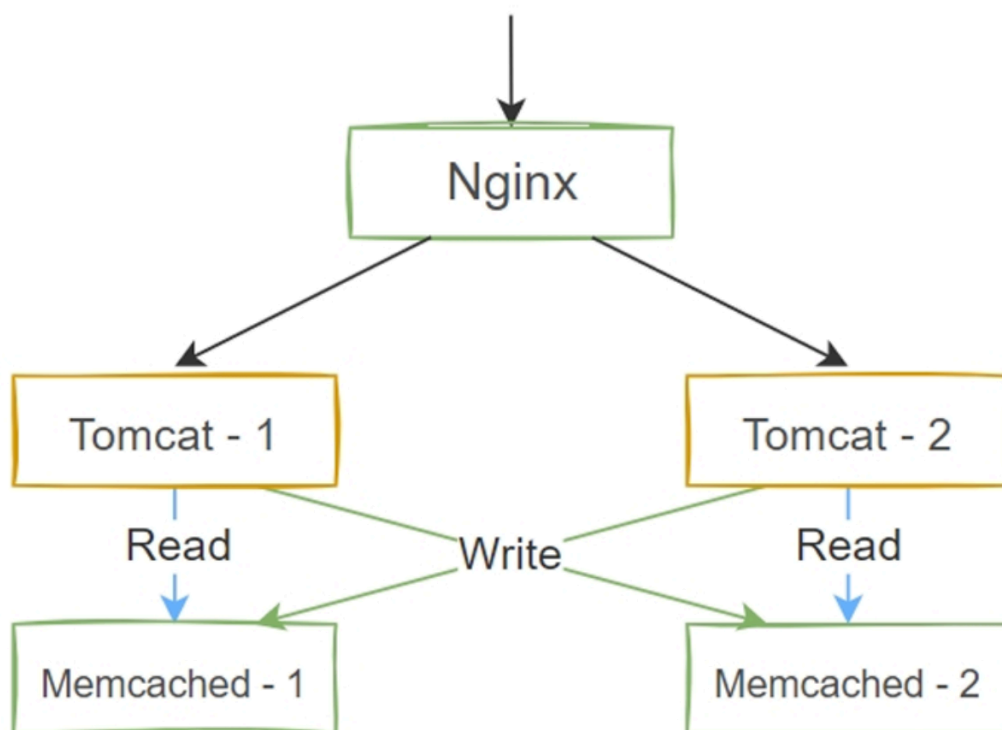 Nginx
Tomcat - 1
Tomcat - 2
Read
Write
Read
Memcached - 1
Memcached - 2